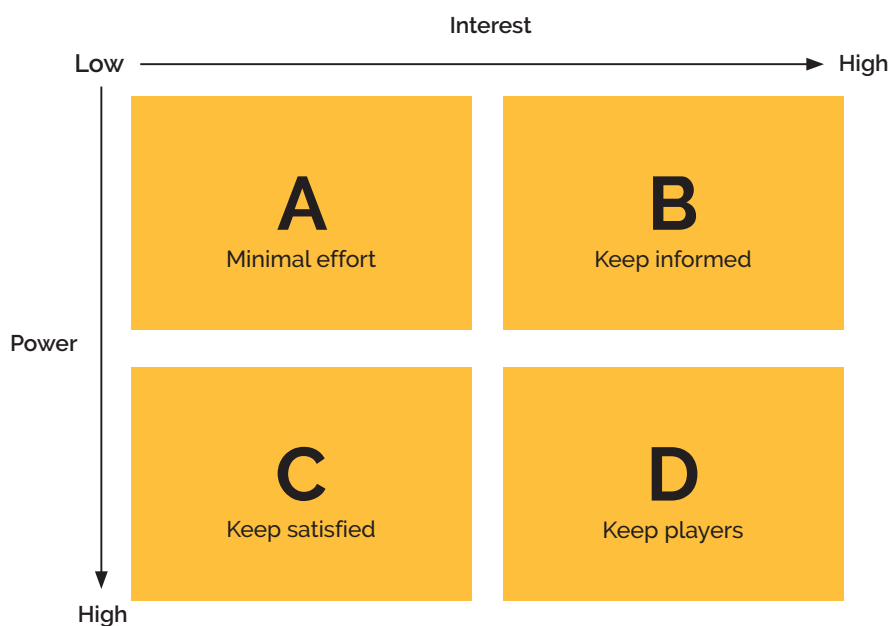 Interest
Low
High
A
Minimal effort
B
Keep informed
Power
C
Keep satisfied
D
Keep players
High